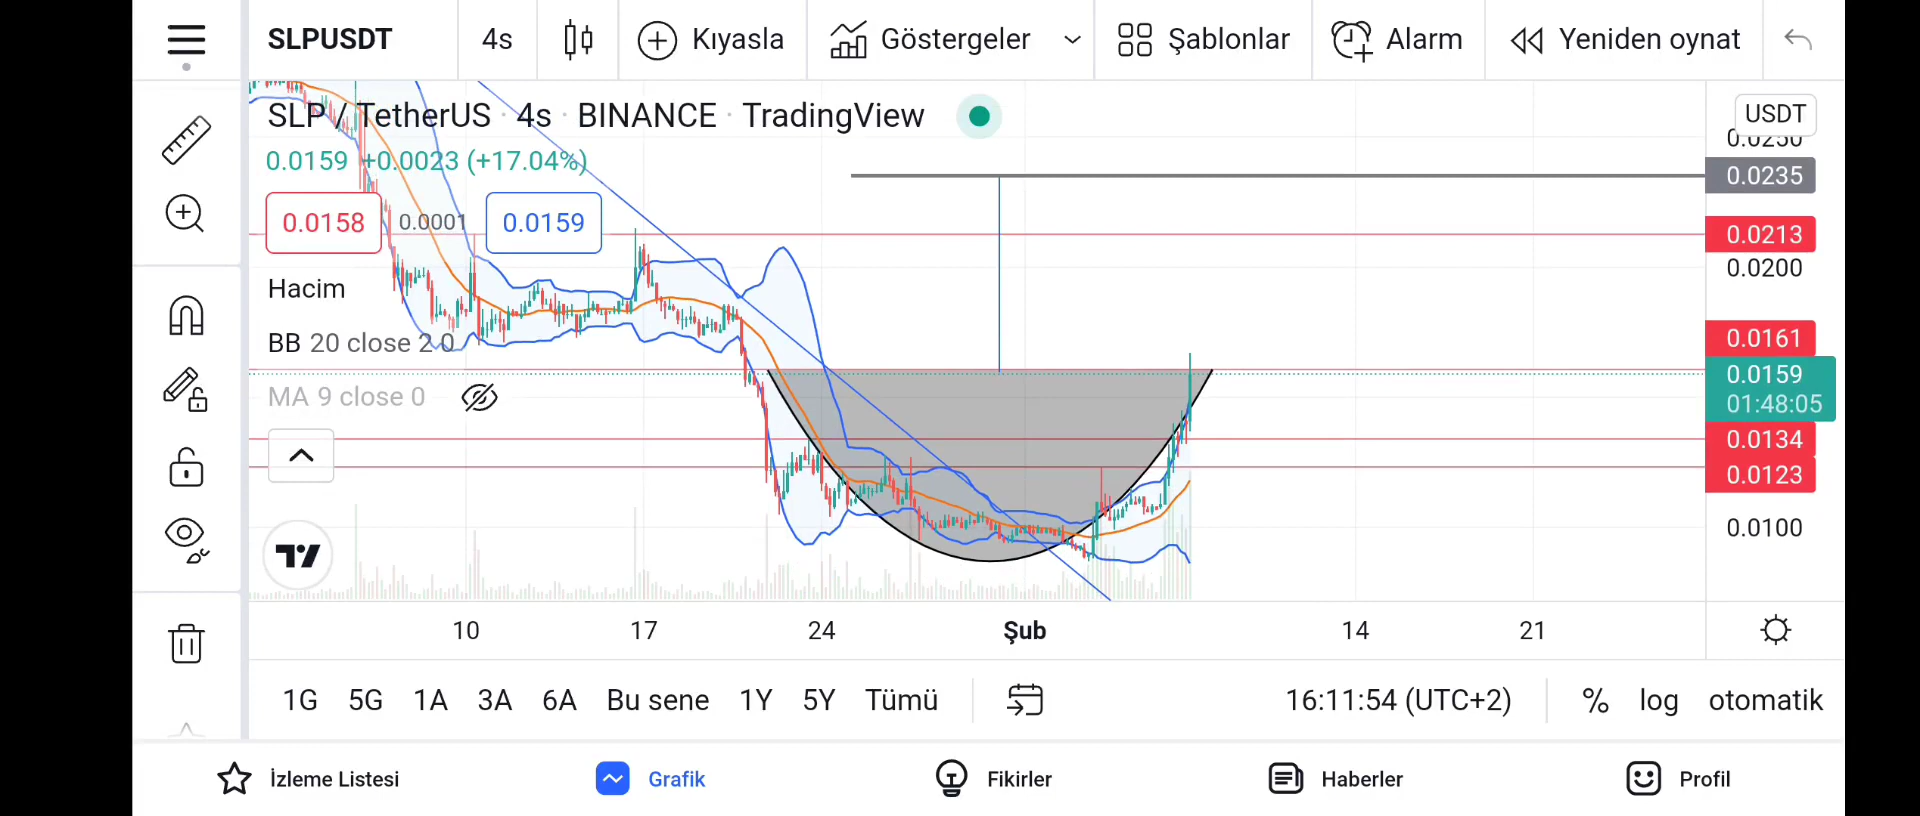 SLPUSDT 4s Kıyasla Göstergeler Şablonlar Alarm Yeniden oynat
SLP / TetherUS · 4s · BINANCE · TradingView
USDT
0.0250
0.0159 +0.0023 (+17.04%)
0.0235
0.0158 0.0001 0.0159
0.0213
0.0200
Hacim
BB 20 close 2 0
0.0161
0.0159
01:48:05
MA 9 close 0
0.0134
0.0123
0.0100
10 17 24 Şub 14 21
1G 5G 1A 3A 6A Bu sene 1Y 5Y Tümü 16:11:54 (UTC+2) % log otomatik
İzleme Listesi Grafik Fikirler Haberler Profil